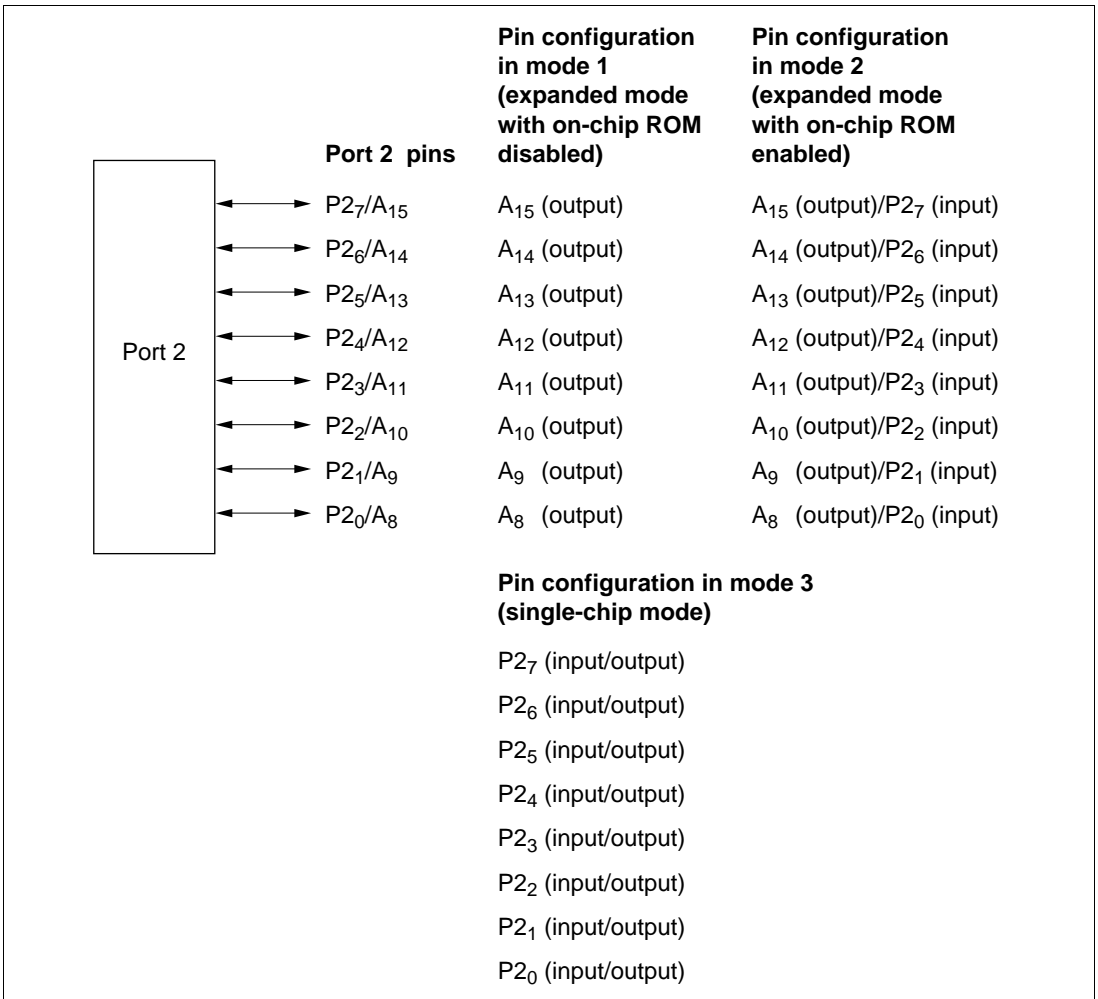 Pin configuration in mode 1 (expanded mode with on-chip ROM disabled)
Pin configuration in mode 2 (expanded mode with on-chip ROM enabled)
Port 2 pins
Port 2
P2₇/A₁₅ A₁₅ (output) A₁₅ (output)/P2₇ (input)
P2₆/A₁₄ A₁₄ (output) A₁₄ (output)/P2₆ (input)
P2₅/A₁₃ A₁₃ (output) A₁₃ (output)/P2₅ (input)
P2₄/A₁₂ A₁₂ (output) A₁₂ (output)/P2₄ (input)
P2₃/A₁₁ A₁₁ (output) A₁₁ (output)/P2₃ (input)
P2₂/A₁₀ A₁₀ (output) A₁₀ (output)/P2₂ (input)
P2₁/A₉ A₉ (output) A₉ (output)/P2₁ (input)
P2₀/A₈ A₈ (output) A₈ (output)/P2₀ (input)
Pin configuration in mode 3
(single-chip mode)
P2₇ (input/output)
P2₆ (input/output)
P2₅ (input/output)
P2₄ (input/output)
P2₃ (input/output)
P2₂ (input/output)
P2₁ (input/output)
P2₀ (input/output)